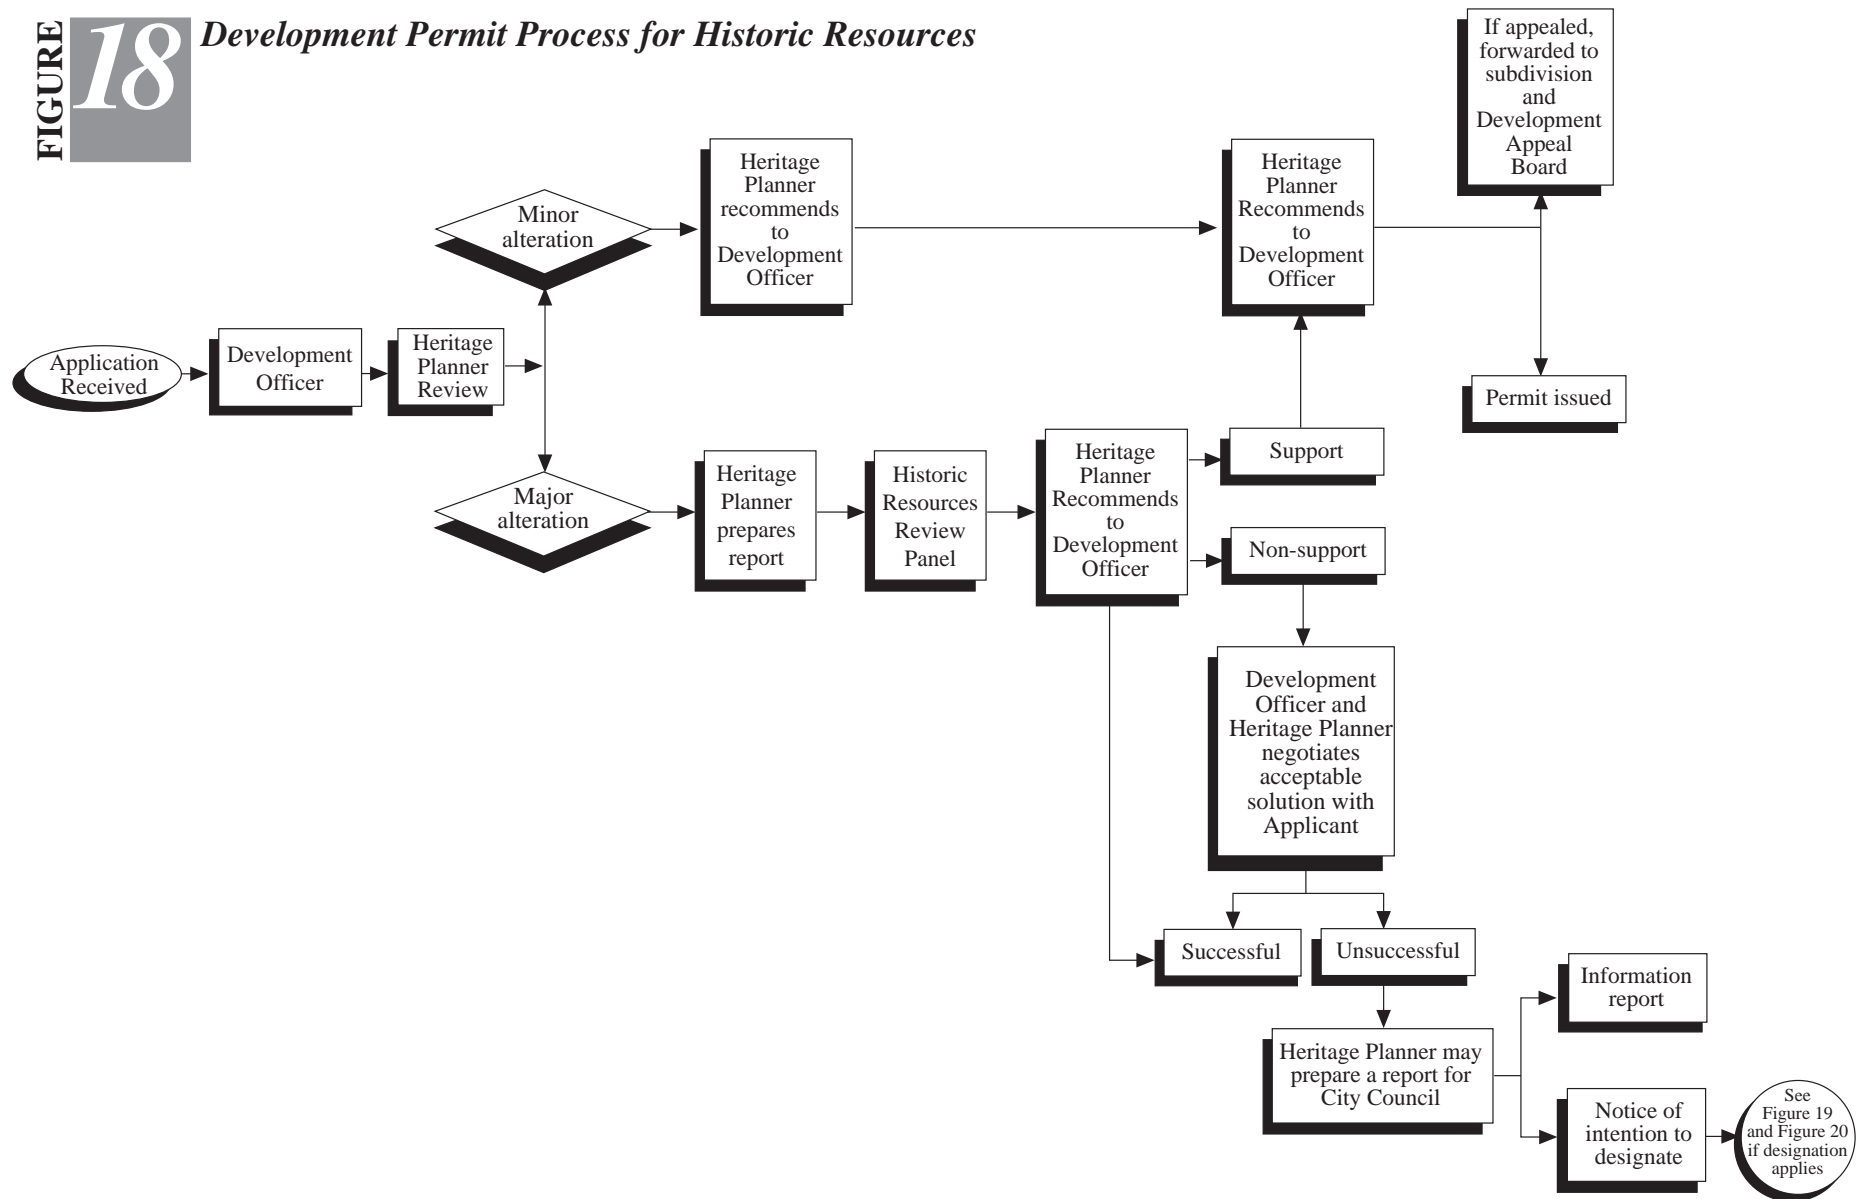 FIGURE
18
Development Permit Process for Historic Resources
If appealed,
forwarded to
subdivision
and
Development
Appeal
Board
Minor
alteration
Heritage
Planner
recommends
to
Development
Officer
Heritage
Planner
Recommends
to
Development
Officer
Application
Received
Development
Officer
Heritage
Planner
Review
Permit issued
Major
alteration
Heritage
Planner
prepares
report
Historic
Resources
Review
Panel
Heritage
Planner
Recommends
to
Development
Officer
Support
Non-support
Development
Officer and
Heritage Planner
negotiates
acceptable
solution with
Applicant
Successful
Unsuccessful
Information
report
Heritage Planner may
prepare a report for
City Council
Notice of
intention to
designate
See
Figure 19
and Figure 20
if designation
applies